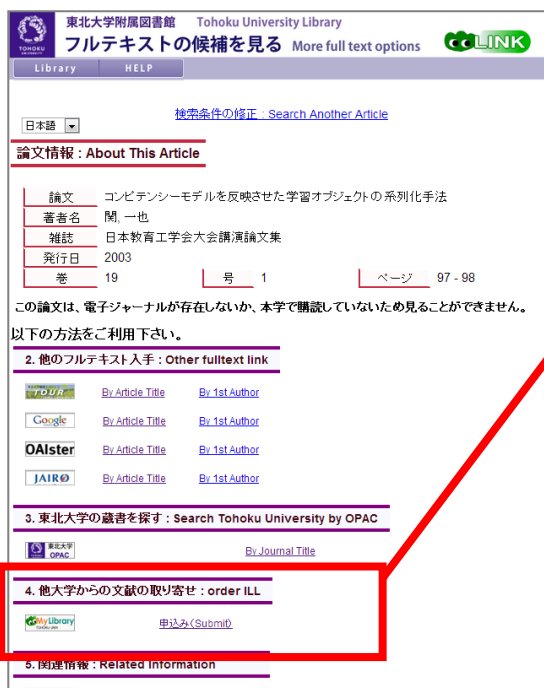 東北大学附属図書館 Tohoku University Library
フルテキストの候補を見る More full text options LINK
TOHOKU
Library HELP
検索条件の修正 : Search Another Article
日本語
論文情報 : About This Article
論文 コンピテンシーモデルを反映させた学習オブジェクトの系列化手法
著者名 関, 一也
雑誌 日本教育工学会大会講演論文集
発行日 2003
巻 19 号 1 ページ 97 - 98
この論文は、電子ジャーナルが存在しないか、本学で購読していないため見ることができません。
以下の方法をご利用下さい。
2. 他のフルテキスト入手 : Other fulltext link
TOUR By Article Title By 1st Author
Google By Article Title By 1st Author
OAIster By Article Title By 1st Author
JAIRO By Article Title By 1st Author
3. 東北大学の蔵書を探す : Search Tohoku University by OPAC
東北大学 OPAC By Journal Title
4. 他大学からの文献の取り寄せ : order ILL
MyLibrary 申込み(Submit)
5. 関連情報 : Related Information